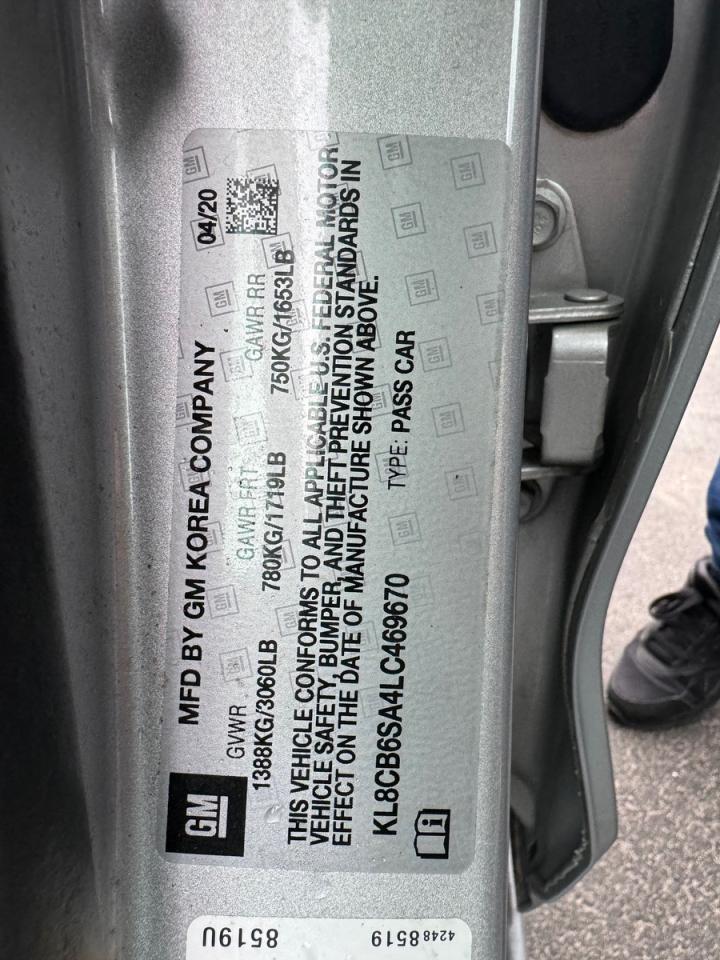 GM
MFD BY GM KOREA COMPANY 04/20
GVWR GAWR FRT GAWR RR
1388KG/3060LB 780KG/1719LB 750KG/1653LB
THIS VEHICLE CONFORMS TO ALL APPLICABLE U.S. FEDERAL MOTOR
VEHICLE SAFETY, BUMPER, AND THEFT PREVENTION STANDARDS IN
EFFECT ON THE DATE OF MANUFACTURE SHOWN ABOVE.
KL8CB6SA4LC469670 TYPE: PASS CAR
8519U
42488519